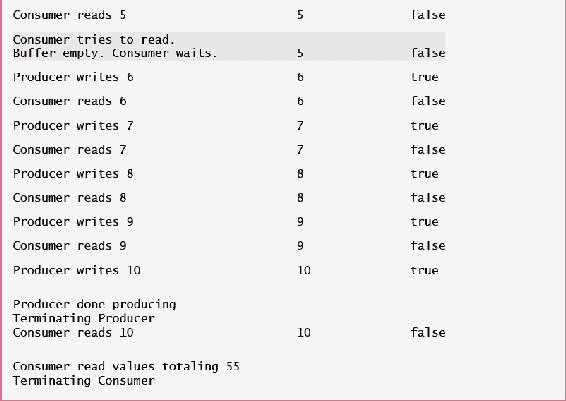 Consumer reads 5 5 false
Consumer tries to read.
Buffer empty. Consumer waits. 5 false
Producer writes 6 6 true
Consumer reads 6 6 false
Producer writes 7 7 true
Consumer reads 7 7 false
Producer writes 8 8 true
Consumer reads 8 8 false
Producer writes 9 9 true
Consumer reads 9 9 false
Producer writes 10 10 true
Producer done producing
Terminating Producer
Consumer reads 10 10 false
Consumer read values totaling 55
Terminating Consumer